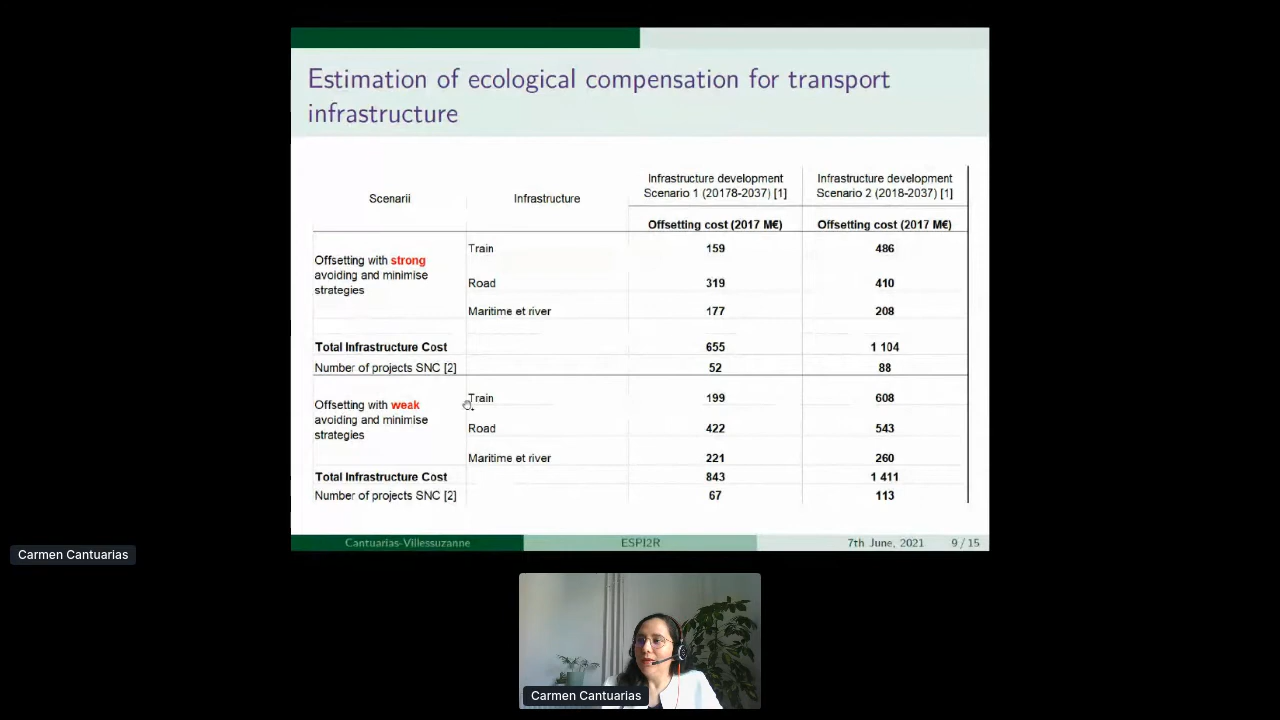 Estimation of ecological compensation for transport
infrastructure
Scenarii
Infrastructure
Infrastructure development
Scenario 1 (20178-2037) [1]
Infrastructure development
Scenario 2 (2018-2037) [1]
Offsetting cost (2017 M€)
Offsetting cost (2017 M€)
Offsetting with strong
avoiding and minimise
strategies
Train 159 486
Road 319 410
Maritime et river 177 208
Total Infrastructure Cost 655 1 104
Number of projects SNC [2] 52 88
Offsetting with weak
avoiding and minimise
strategies
Train 199 608
Road 422 543
Maritime et river 221 260
Total Infrastructure Cost 843 1 411
Number of projects SNC [2] 67 113
Cantuarias-Villessuzanne ESPI2R 7th June, 2021 9 / 15
Carmen Cantuarias
Carmen Cantuarias